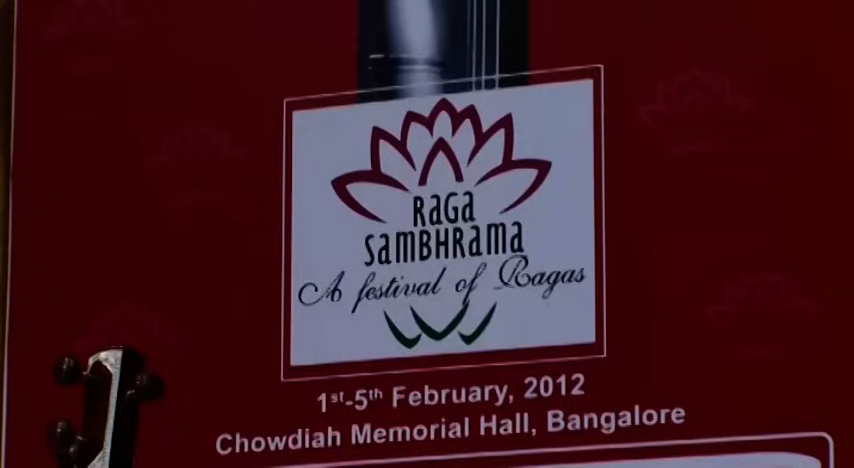 RAGA
SAMBHRAMA
A festival of Ragas
1st-5th February, 2012
Chowdiah Memorial Hall, Bangalore